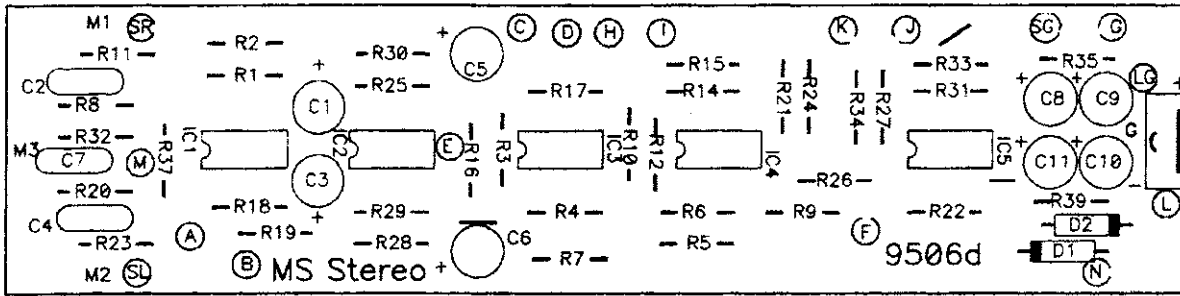 M1 SR C D H I K J SG G
R11 R2 R30 + C5 R33 R35
R1 R25 R15 LG +
C2 + R17 R14 R31 + +
R8 C1 R21 R24 R34 R27 C8 C9
R32 G
M3 C7 M R37 IC1 C2 E R16 R3 IC3 R10 R12 IC4 IC5 + +
C3 R26 C11 C10 -
R20 +
C4 R18 R29 R4 R6 R9 R22 R39 L
R19 C6 D2
R23 A R28 R5 F
B MS Stereo + R7 9506d D1
M2 SL N